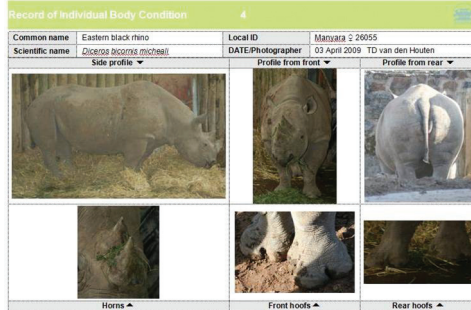 Record of Individual Body Condition 4
Common name Eastern black rhino Local ID Manyara ♀ 26055
Scientific name Diceros bicornis micheali DATE/Photographer 03 April 2009 TD van den Houten
Side profile ▼ Profile from front ▼ Profile from rear ▼
Horns ▲ Front hoofs ▲ Rear hoofs ▲